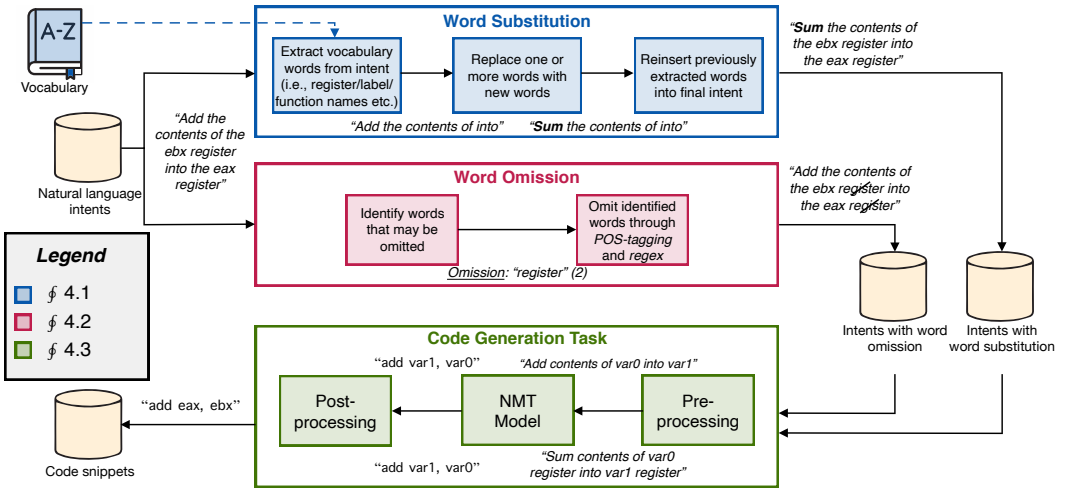 A-Z
Vocabulary
Natural language
intents
“Add the
contents of the
ebx register
into the eax
register”
Word Substitution
Extract vocabulary
words from intent
(i.e., register/label/
function names etc.)
Replace one or
more words with
new words
Reinsert previously
extracted words
into final intent
“Add the contents of into”
“Sum the contents of into”
“Sum the contents of
the ebx register into
the eax register”
Word Omission
Identify words
that may be
omitted
Omit identified
words through
POS-tagging
and regex
Omission: “register” (2)
“Add the contents of
the ebx register into
the eax register”
Legend
∮ 4.1
∮ 4.2
∮ 4.3
Intents with word
omission
Intents with
word substitution
Code Generation Task
“add var1, var0”
“Add contents of var0 into var1”
Post-
processing
NMT
Model
Pre-
processing
“add var1, var0”
“Sum contents of var0
register into var1 register”
“add eax, ebx”
Code snippets